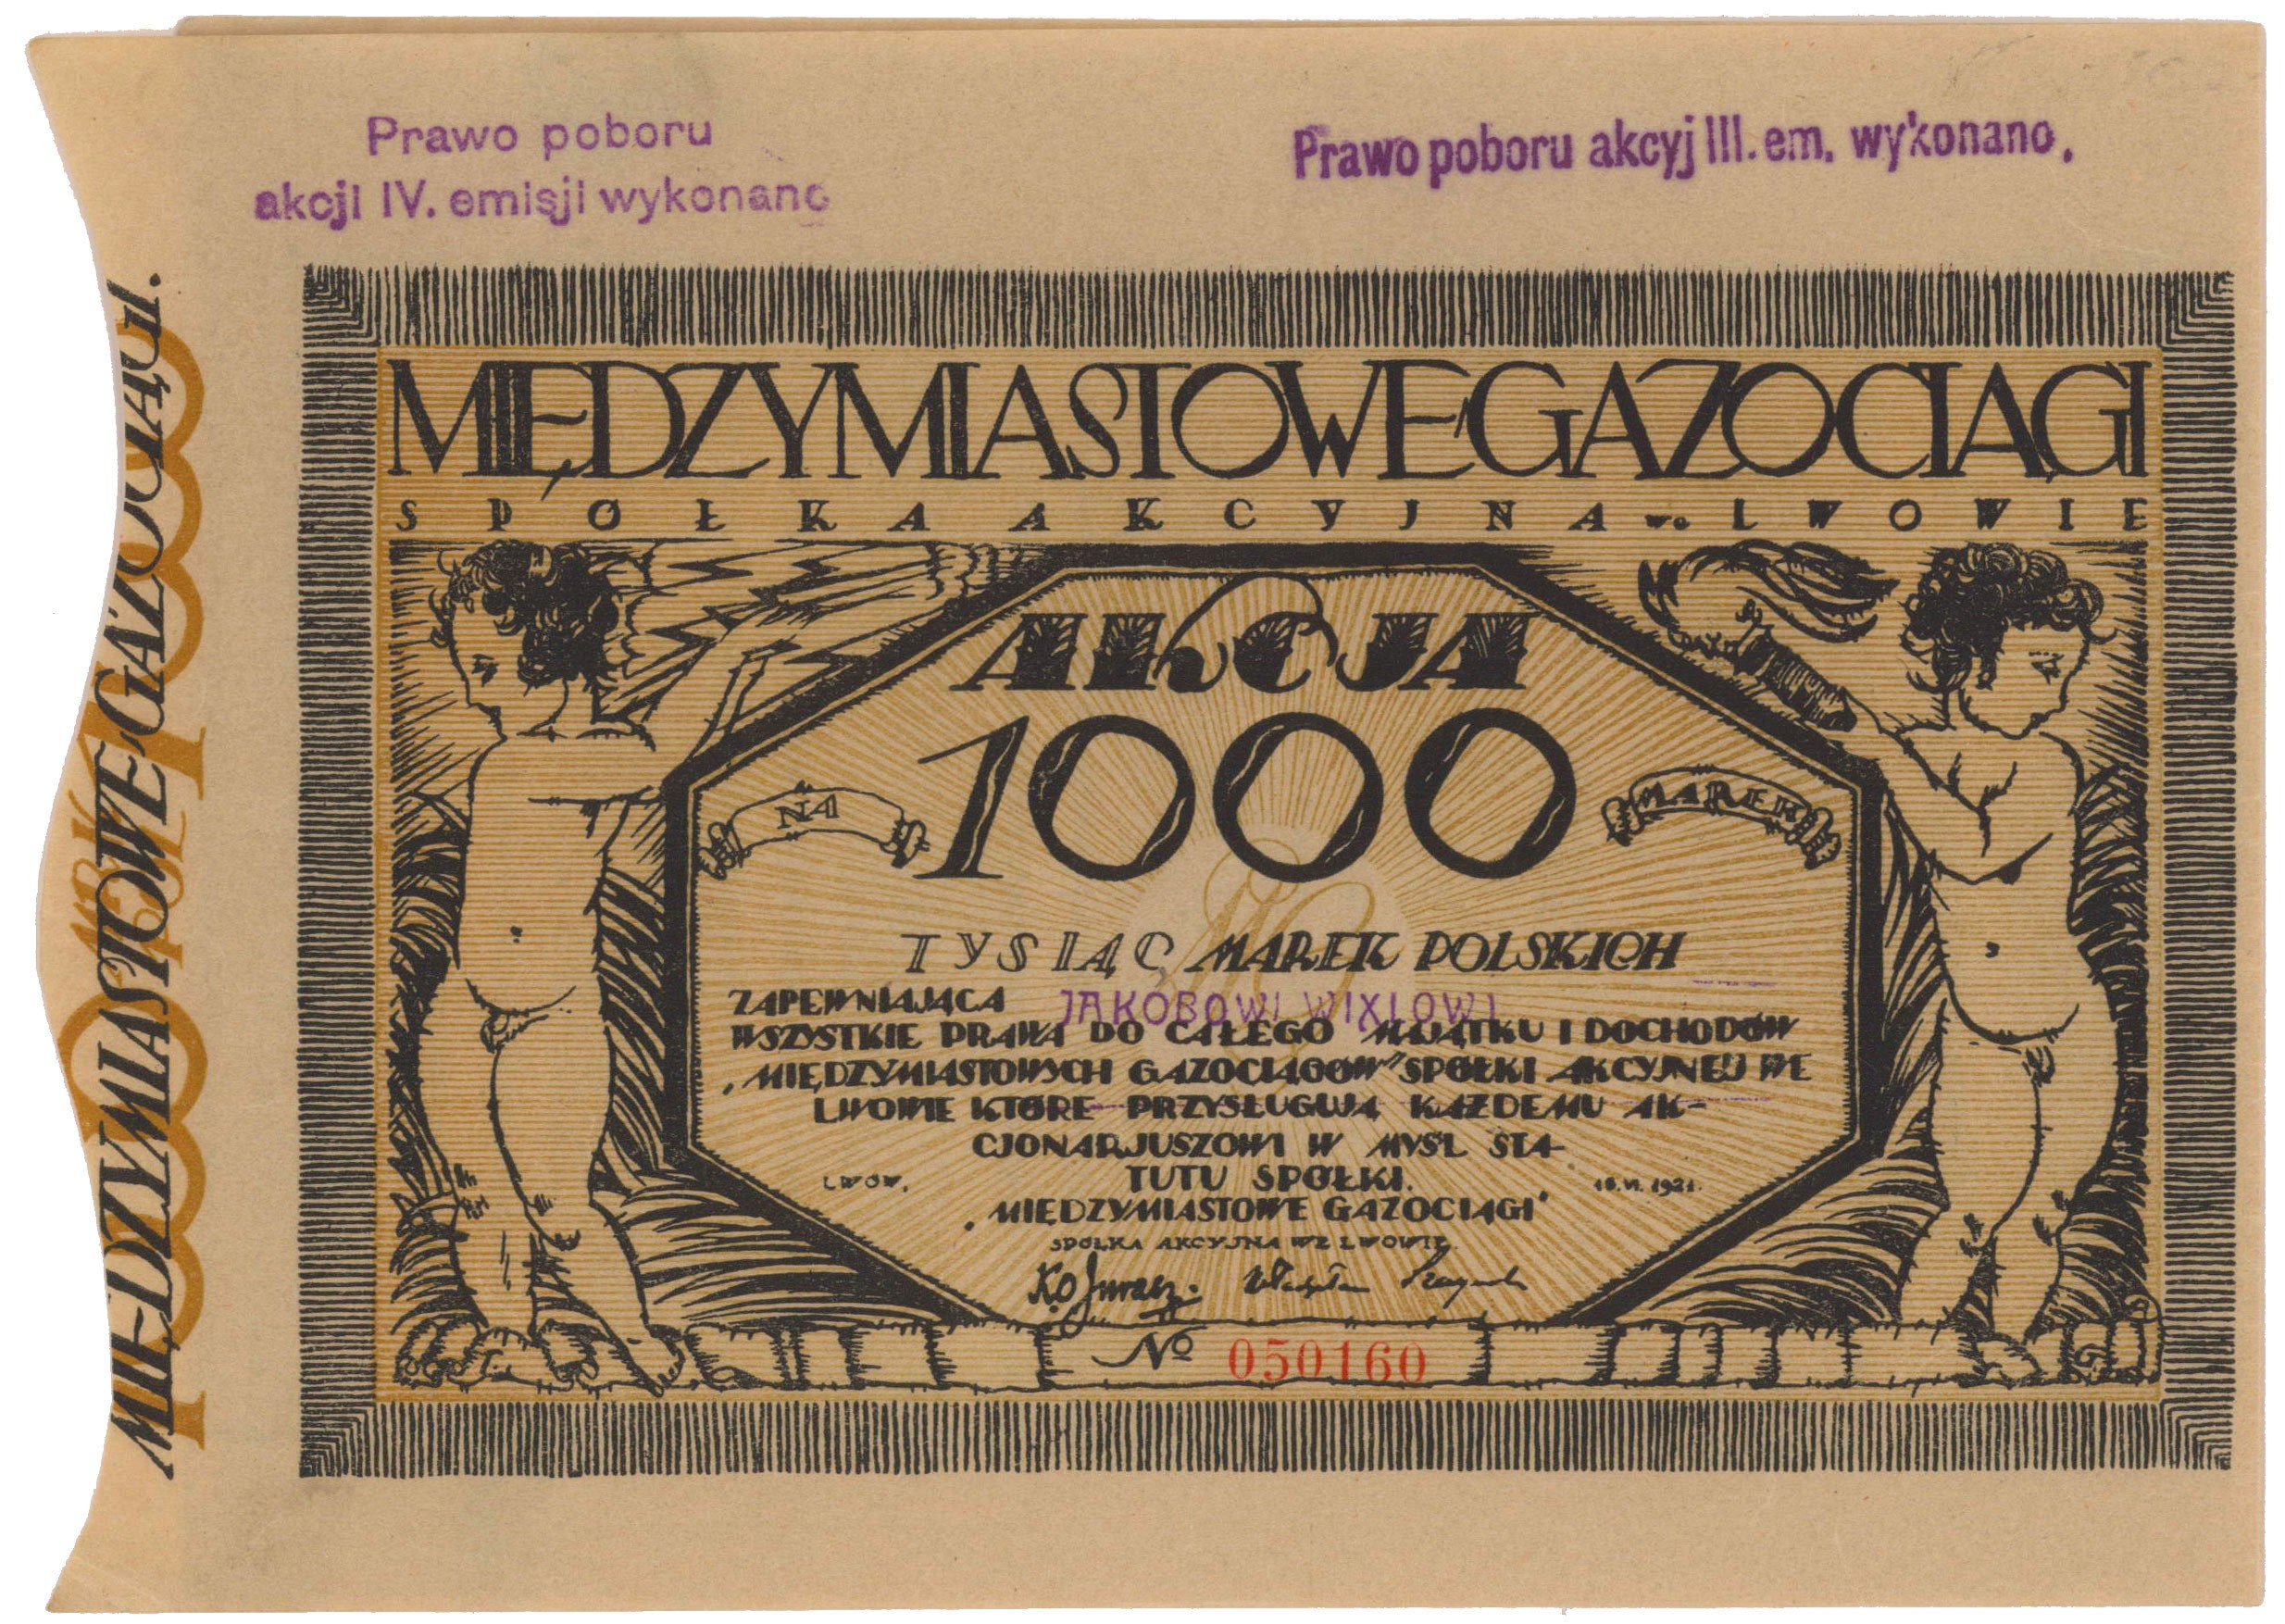 Prawo poboru
akcji IV. emisji wykonano
Prawo poboru akcyj III. em. wykonano.
MIĘDZYMIASTOWE GAZOCIĄGI.
MIĘDZYMIASTOWE GAZOCIĄGI
SPÓŁKA AKCYJNA we LWOWIE
AKCJA
NA 1000 MAREK
TYSIĄC MAREK POLSKICH
ZAPEWNIAJĄCA JAKOBOWI WIXLOWI
WSZYSTKIE PRAWA DO CAŁEGO MAJĄTKU I DOCHODÓW
„MIĘDZYMIASTOWYCH GAZOCIĄGÓW" SPÓŁKI AKCYJNEJ WE
LWOWIE KTÓRE PRZYSŁUGUJĄ KAŻDEMU AK-
CJONARJUSZOWI W MYŚL STA-
TUTU SPÓŁKI.
LWÓW, 18. VI. 1921.
„MIĘDZYMIASTOWE GAZOCIĄGI"
SPÓŁKA AKCYJNA WE LWOWIE.
Nº 050160